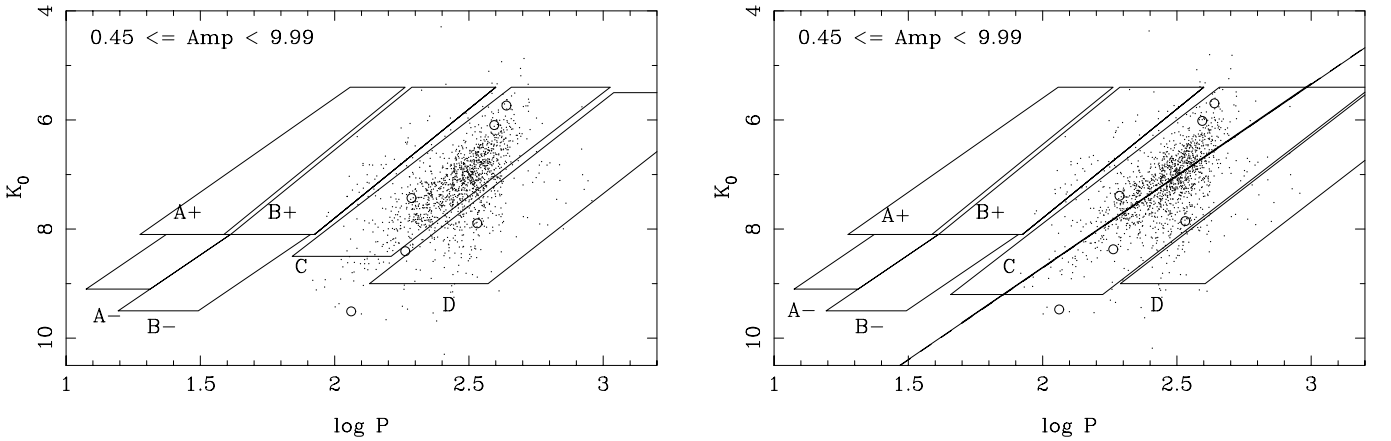 0.45 <= Amp < 9.99
4
6
8
10
K0
A+
B+
A−
B−
C
D
1
1.5
2
2.5
3
log P
0.45 <= Amp < 9.99
4
6
8
10
K0
A+
B+
A−
B−
C
D
1
1.5
2
2.5
3
log P